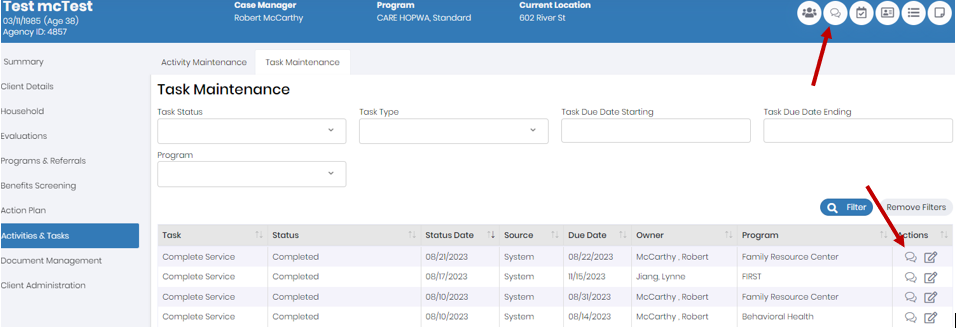 Test mcTest
03/11/1985 (Age 38)
Agency ID: 4857
Case Manager
Robert McCarthy
Program
CARE HOPWA, Standard
Current Location
602 River St
Summary
Client Details
Household
Evaluations
Programs & Referrals
Benefits Screening
Action Plan
Activities & Tasks
Document Management
Client Administration
Activity Maintenance Task Maintenance
Task Maintenance
Task Status Task Type Task Due Date Starting Task Due Date Ending
Program
Filter Remove Filters
Task Status Status Date Source Due Date Owner Program Actions
Complete Service Completed 08/21/2023 System 08/22/2023 McCarthy , Robert Family Resource Center
Complete Service Completed 08/17/2023 System 11/15/2023 Jiang, Lynne FIRST
Complete Service Completed 08/10/2023 System 08/31/2023 McCarthy , Robert Family Resource Center
Complete Service Completed 08/10/2023 System 08/14/2023 McCarthy , Robert Behavioral Health